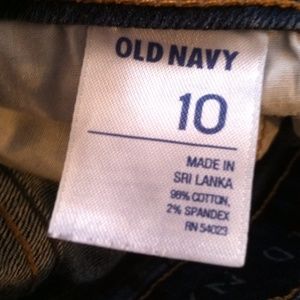 OLD NAVY
10
MADE IN
SRI LANKA
98% COTTON,
2% SPANDEX
RN 54023